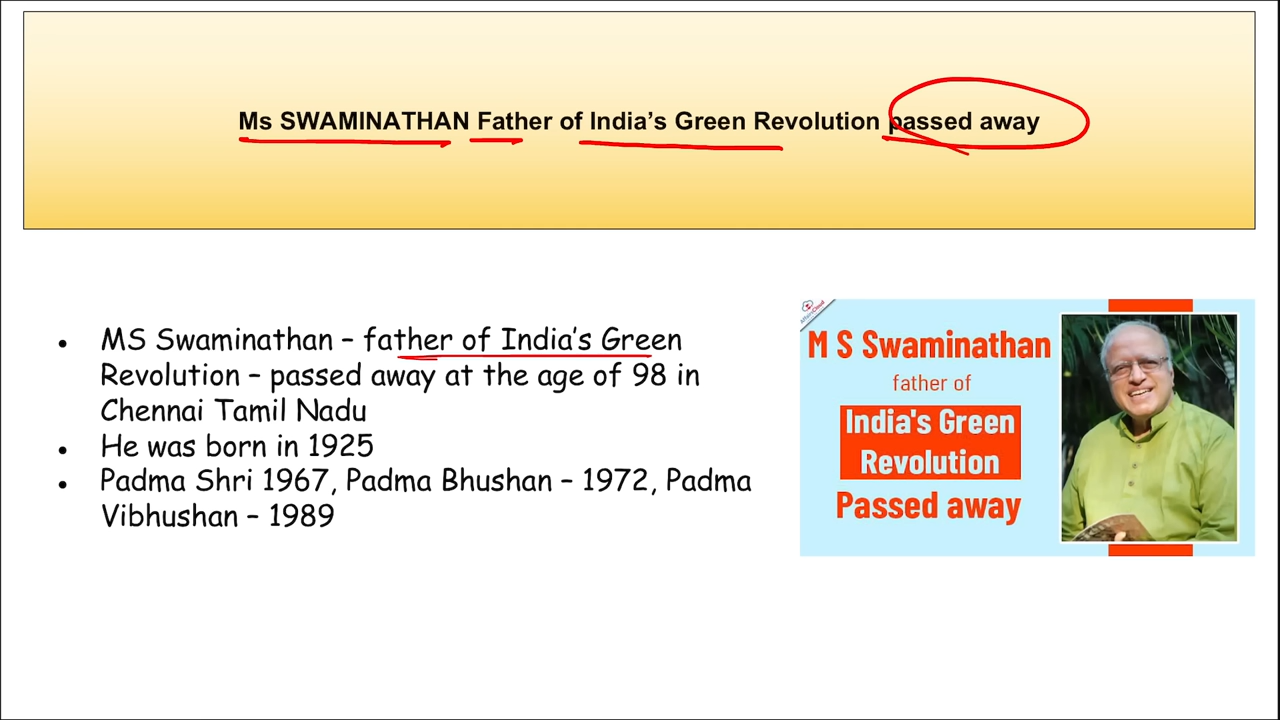 Ms SWAMINATHAN Father of India’s Green Revolution passed away
• MS Swaminathan – father of India’s Green
Revolution – passed away at the age of 98 in
Chennai Tamil Nadu
• He was born in 1925
• Padma Shri 1967, Padma Bhushan – 1972, Padma
Vibhushan – 1989
M S Swaminathan
father of
India's Green
Revolution
Passed away